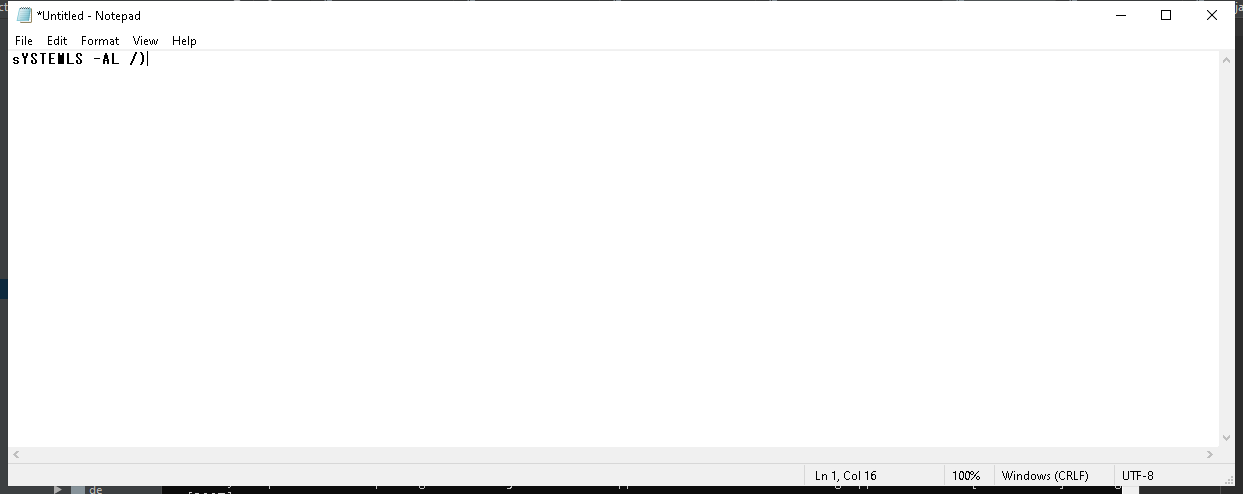 *Untitled - Notepad
File Edit Format View Help
sYSTEMLS -AL /)
Ln 1, Col 16 100% Windows (CRLF) UTF-8
de